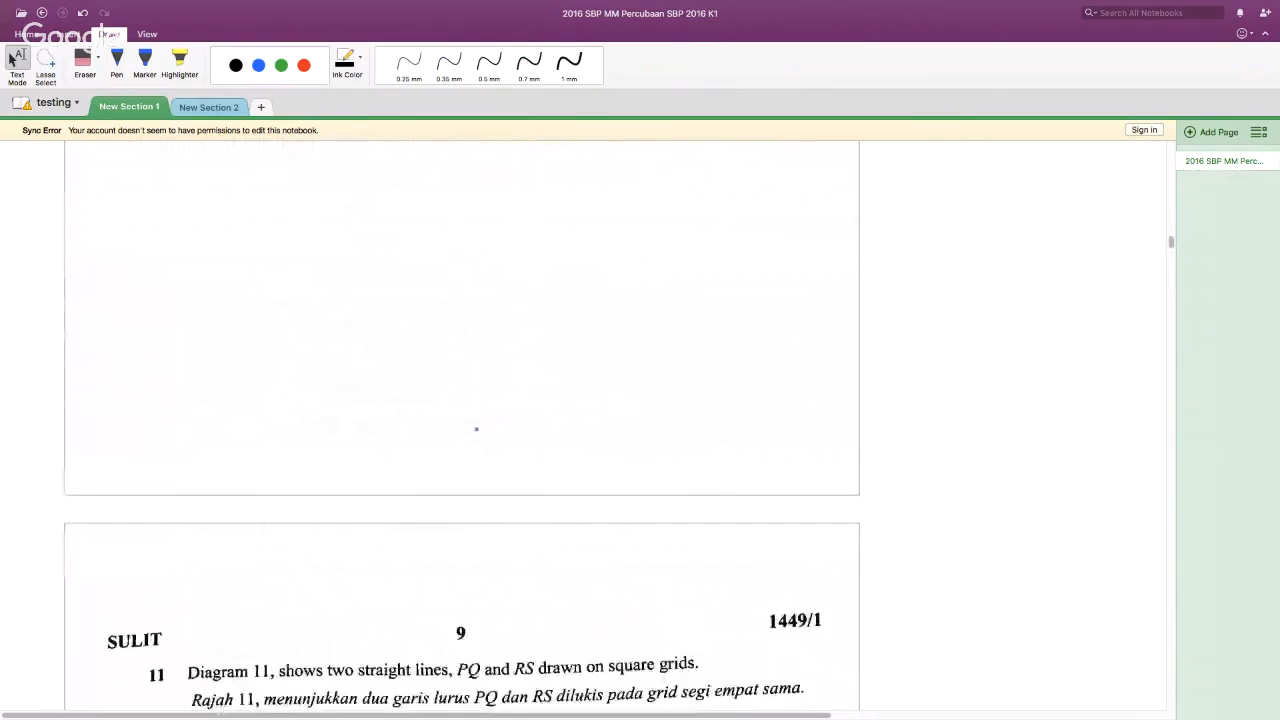 2016 SBP MM Percubaan SBP 2016 K1
Search All Notebooks
Google
Home Insert Draw View
Text Mode
Lasso Select
Eraser
Pen
Marker
Highlighter
Ink Color
0.25 mm
0.35 mm
0.5 mm
0.7 mm
1 mm
testing
New Section 1
New Section 2
+
Sync Error Your account doesn't seem to have permissions to edit this notebook.
Sign in
Add Page
2016 SBP MM Perc...
SULIT 9 1449/1
11 Diagram 11, shows two straight lines, PQ and RS drawn on square grids.
Rajah 11, menunjukkan dua garis lurus PQ dan RS dilukis pada grid segi empat sama.